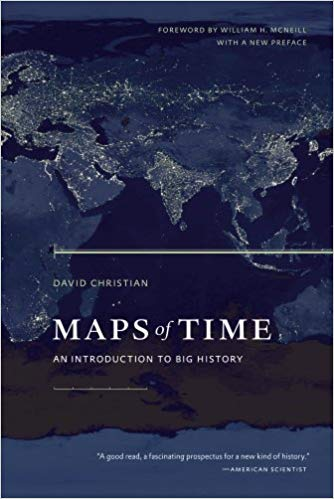 FOREWORD BY WILLIAM H. MCNEILL
WITH A NEW PREFACE
DAVID CHRISTIAN
MAPS of TIME
AN INTRODUCTION TO BIG HISTORY
"A good read, a fascinating prospectus for a new kind of history."
—AMERICAN SCIENTIST